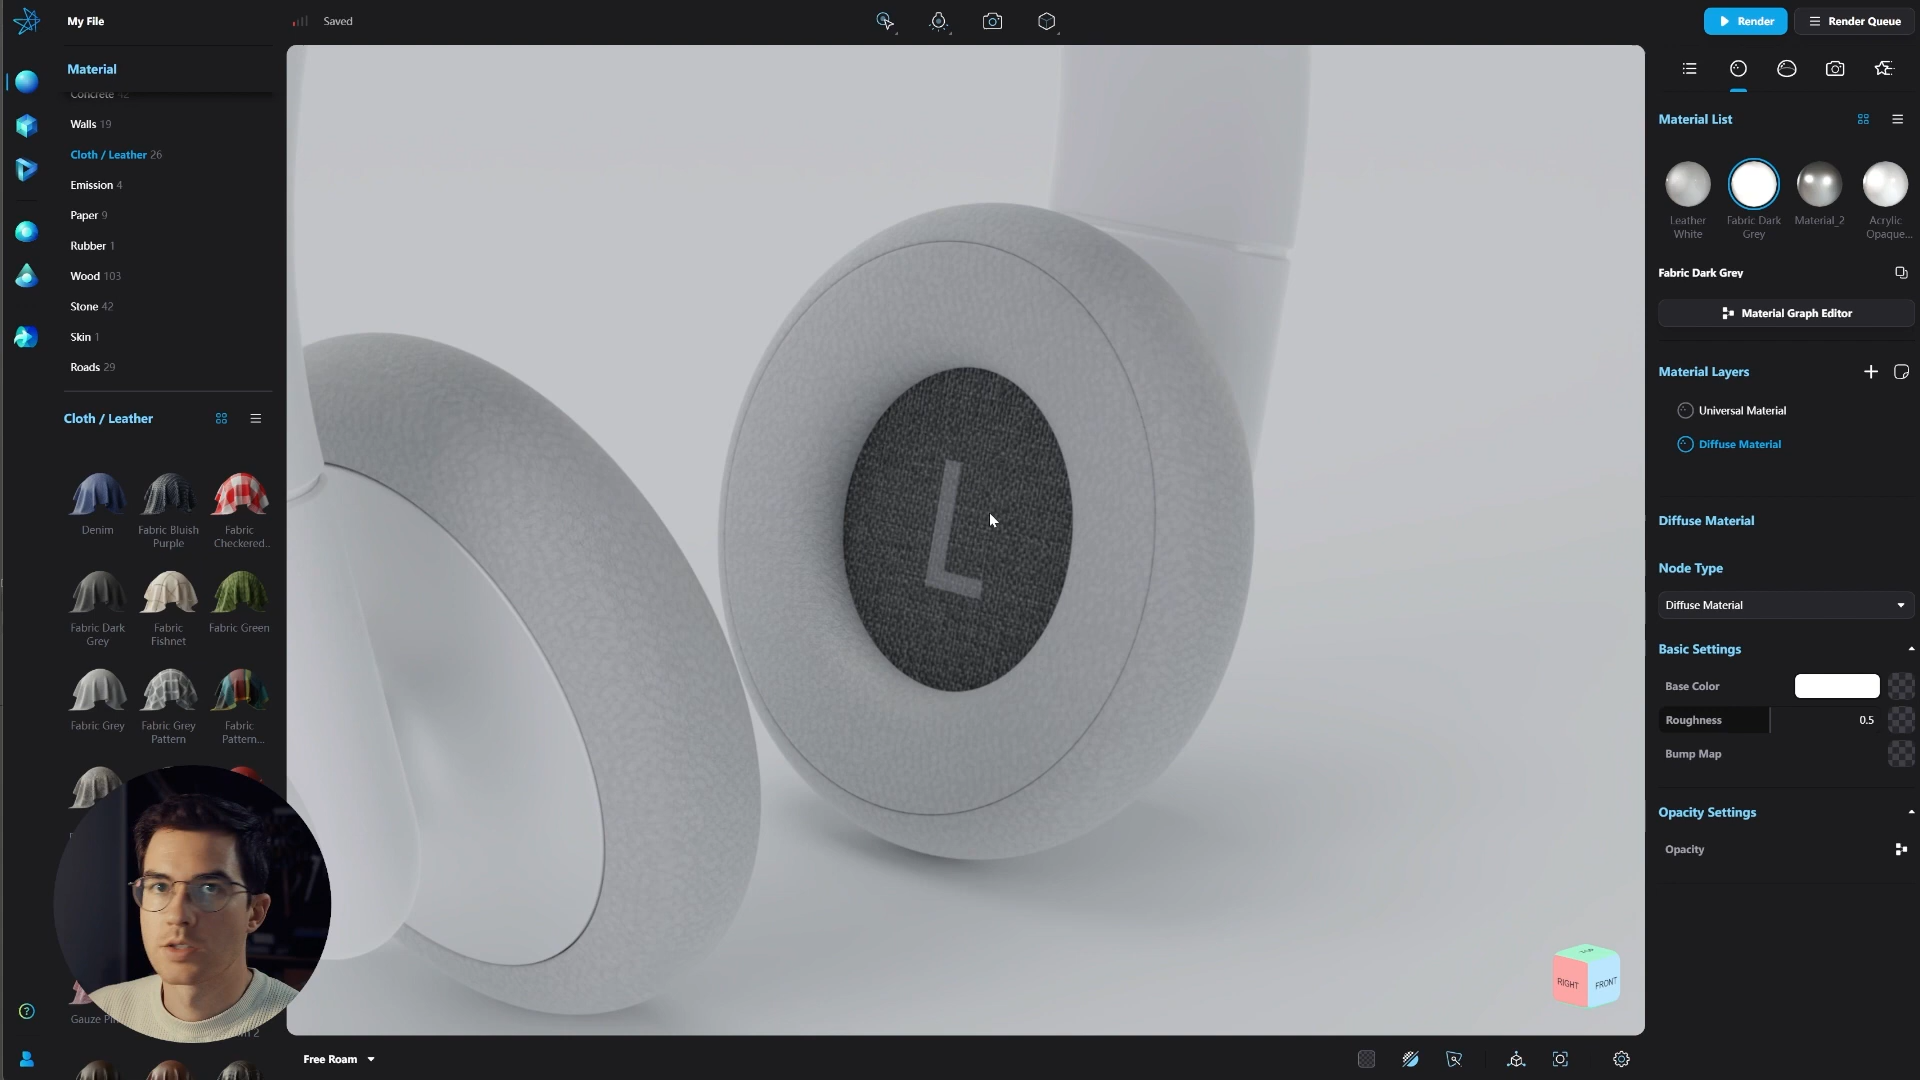 My File
Saved
Render
Render Queue
Material
Concrete 42
Walls 19
Cloth / Leather 26
Emission 4
Paper 9
Rubber 1
Wood 103
Stone 42
Skin 1
Roads 29
Cloth / Leather
Denim
Fabric Bluish Purple
Fabric Checkered...
Fabric Dark Grey
Fabric Fishnet
Fabric Green
Fabric Grey
Fabric Grey Pattern
Fabric Pattern...
Gauze
L
TOP
RIGHT
FRONT
Free Roam
Material List
Leather White
Fabric Dark Grey
Material_2
Acrylic Opaque...
Fabric Dark Grey
Material Graph Editor
Material Layers
Universal Material
Diffuse Material
Diffuse Material
Node Type
Diffuse Material
Basic Settings
Base Color
Roughness 0.5
Bump Map
Opacity Settings
Opacity